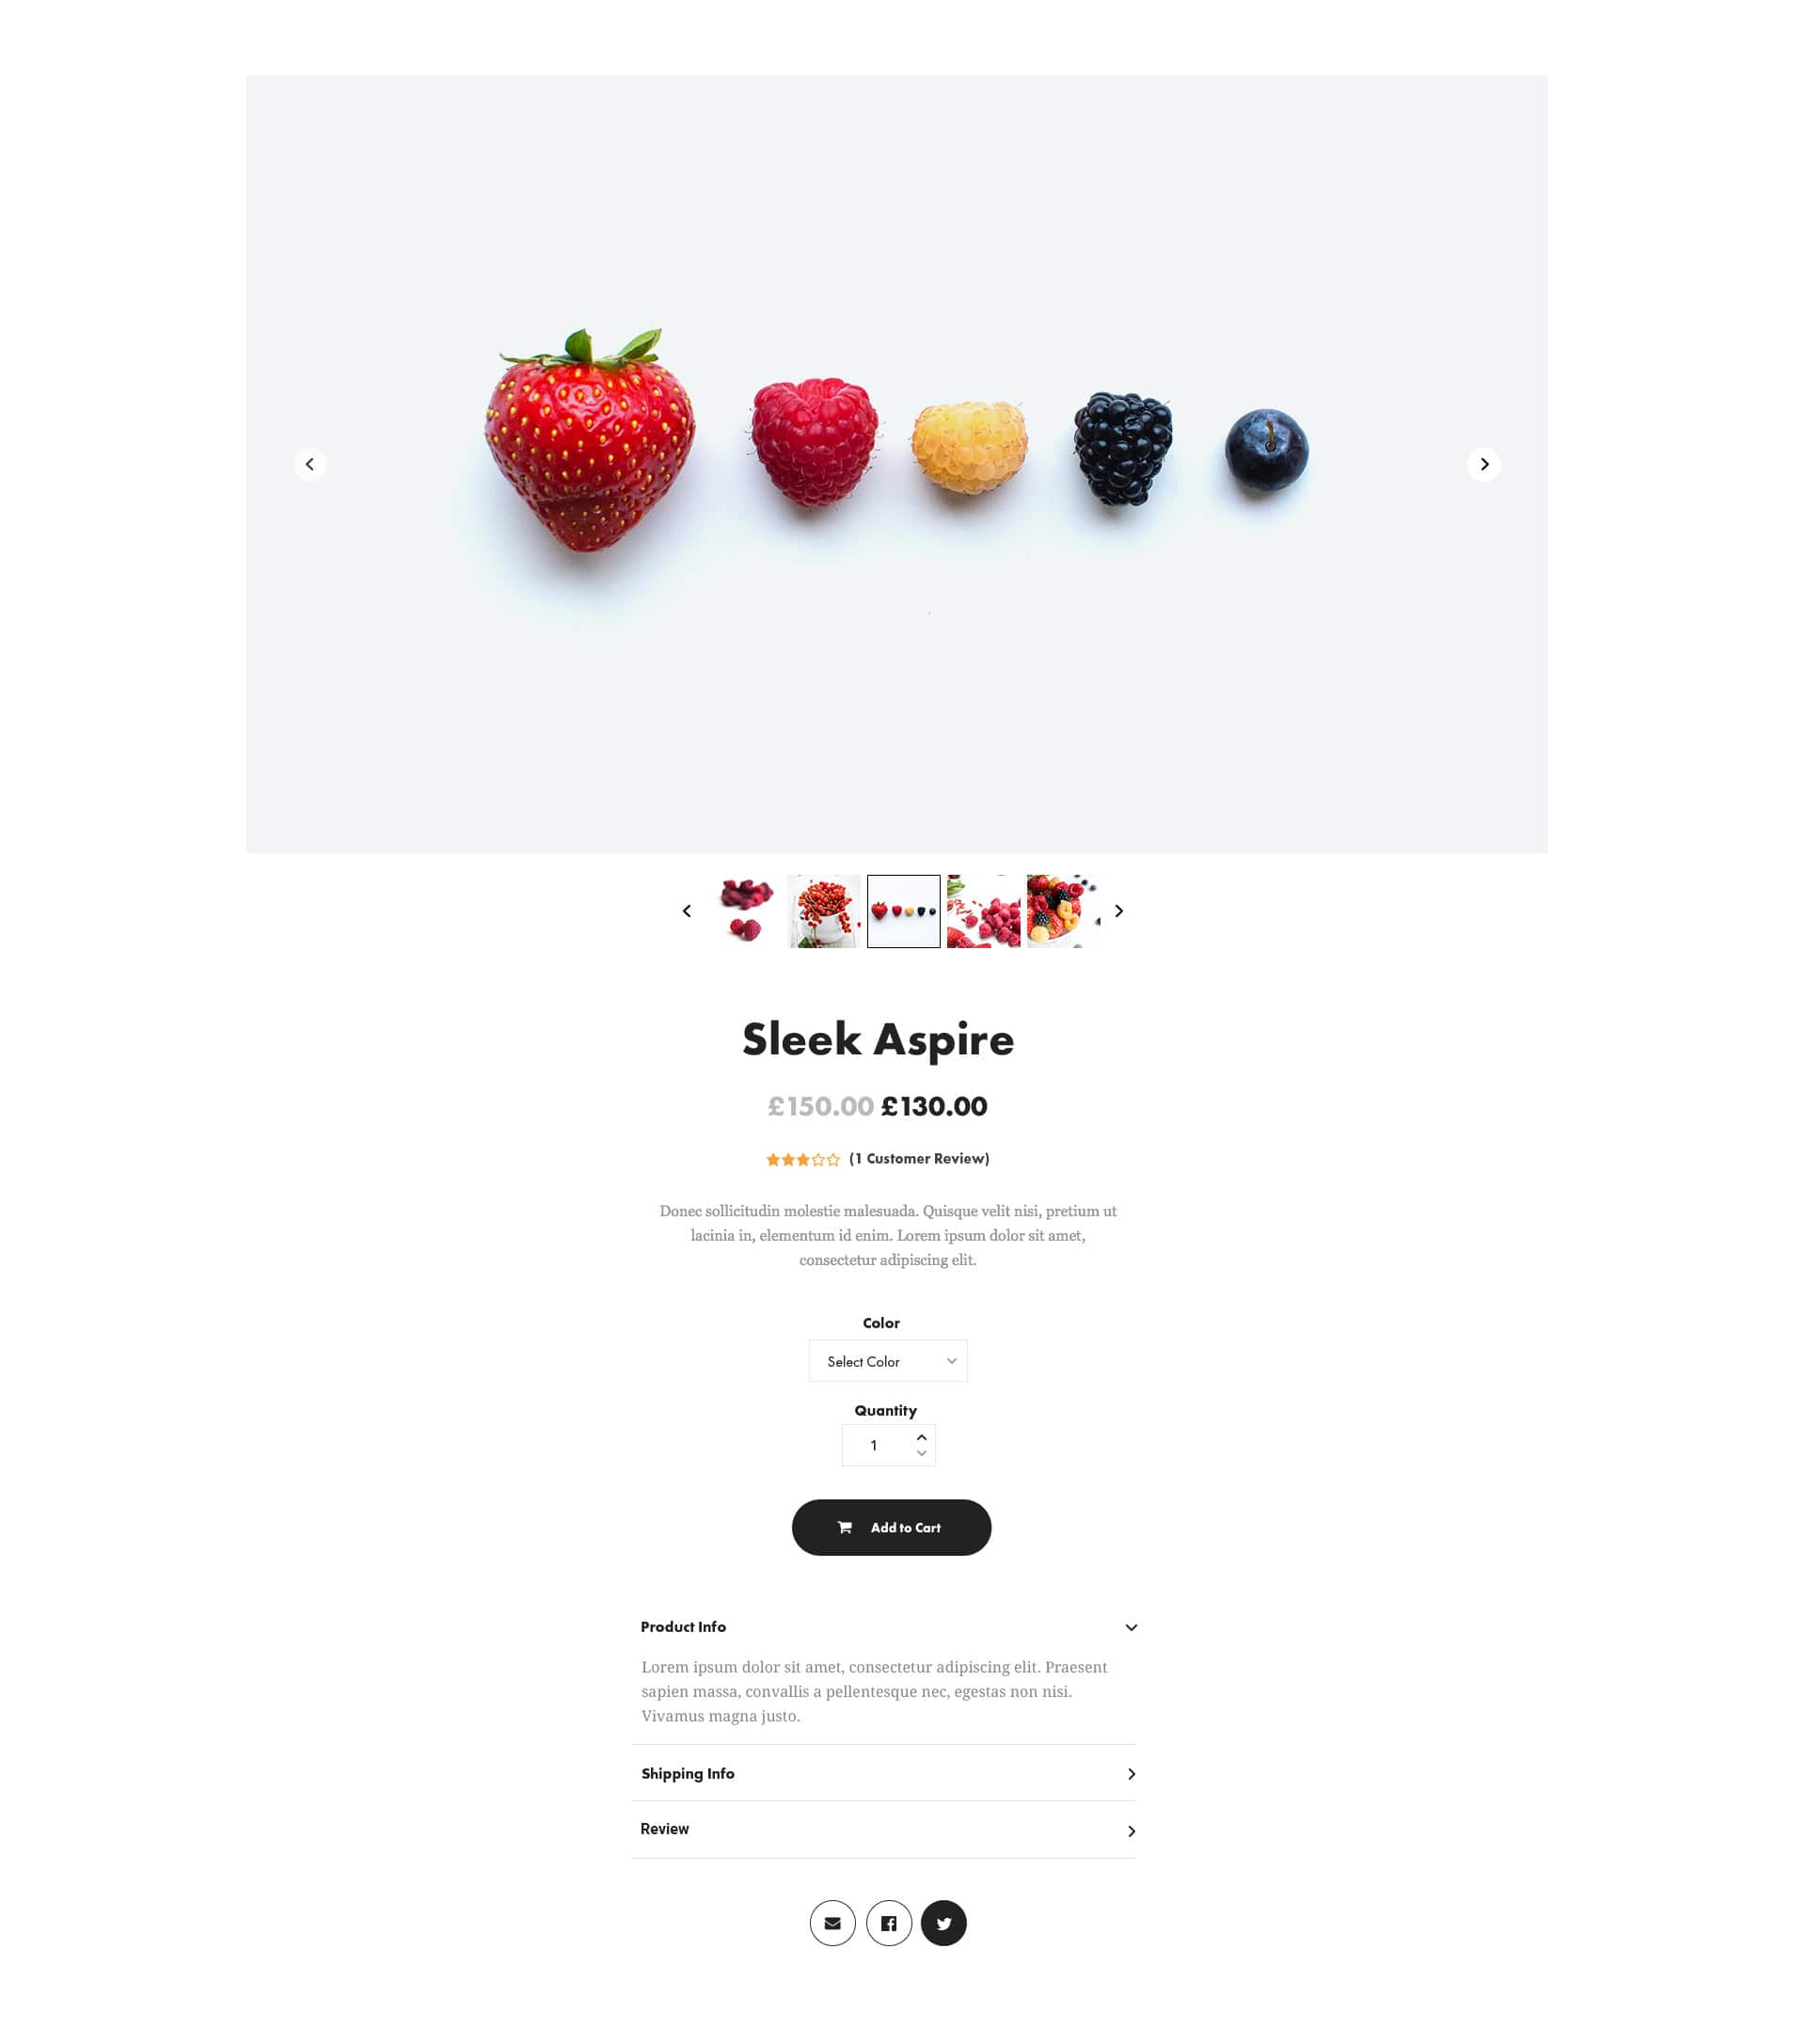 Sleek Aspire
£150.00 £130.00
(1 Customer Review)
Donec sollicitudin molestie malesuada. Quisque velit nisi, pretium ut
lacinia in, elementum id enim. Lorem ipsum dolor sit amet,
consectetur adipiscing elit.
Color
Select Color
Quantity
1
Add to Cart
Product Info
Lorem ipsum dolor sit amet, consectetur adipiscing elit. Praesent
sapien massa, convallis a pellentesque nec, egestas non nisi.
Vivamus magna justo.
Shipping Info
Review